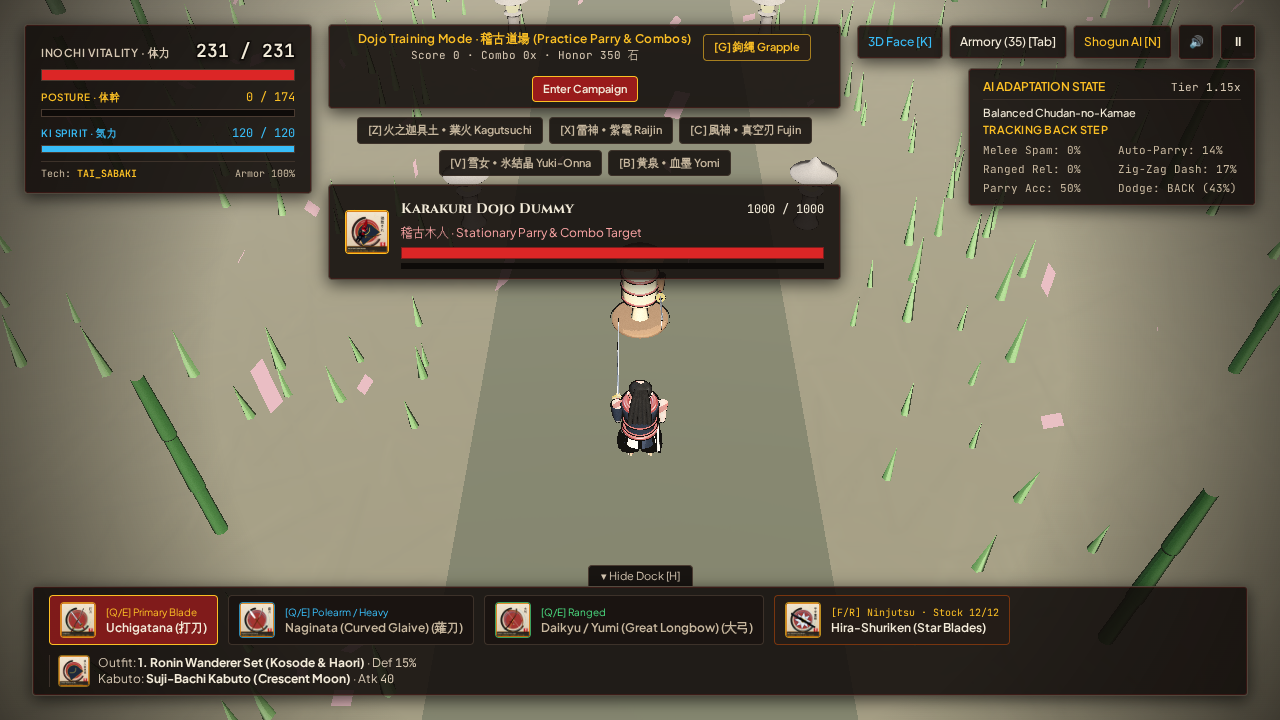 INOCHI VITALITY · 体力 231 / 231
POSTURE · 体幹 0 / 174
KI SPIRIT · 気力 120 / 120
Tech: TAI_SABAKI Armor 100%
Dojo Training Mode · 稽古道場 (Practice Parry & Combos)
Score 0 · Combo 0x · Honor 350 石
[G] 鉤縄 Grapple
Enter Campaign
[Z] 火之迦具土 • 業火 Kagutsuchi
[X] 雷神 • 紫電 Raijin
[C] 風神 • 真空刃 Fujin
[V] 雪女 • 氷結晶 Yuki-Onna
[B] 黄泉 • 血墨 Yomi
Karakuri Dojo Dummy 1000 / 1000
稽古木人 · Stationary Parry & Combo Target
3D Face [K]
Armory (35) [Tab]
Shogun AI [N]
AI ADAPTATION STATE Tier 1.15x
Balanced Chudan-no-Kamae
TRACKING BACK STEP
Melee Spam: 0% Auto-Parry: 14%
Ranged Rel: 0% Zig-Zag Dash: 17%
Parry Acc: 50% Dodge: BACK (43%)
▾ Hide Dock [H]
[Q/E] Primary Blade
Uchigatana (打刀)
[Q/E] Polearm / Heavy
Naginata (Curved Glaive) (薙刀)
[Q/E] Ranged
Daikyu / Yumi (Great Longbow) (大弓)
[F/R] Ninjutsu · Stock 12/12
Hira-Shuriken (Star Blades)
Outfit: 1. Ronin Wanderer Set (Kosode & Haori) · Def 15%
Kabuto: Suji-Bachi Kabuto (Crescent Moon) · Atk 40